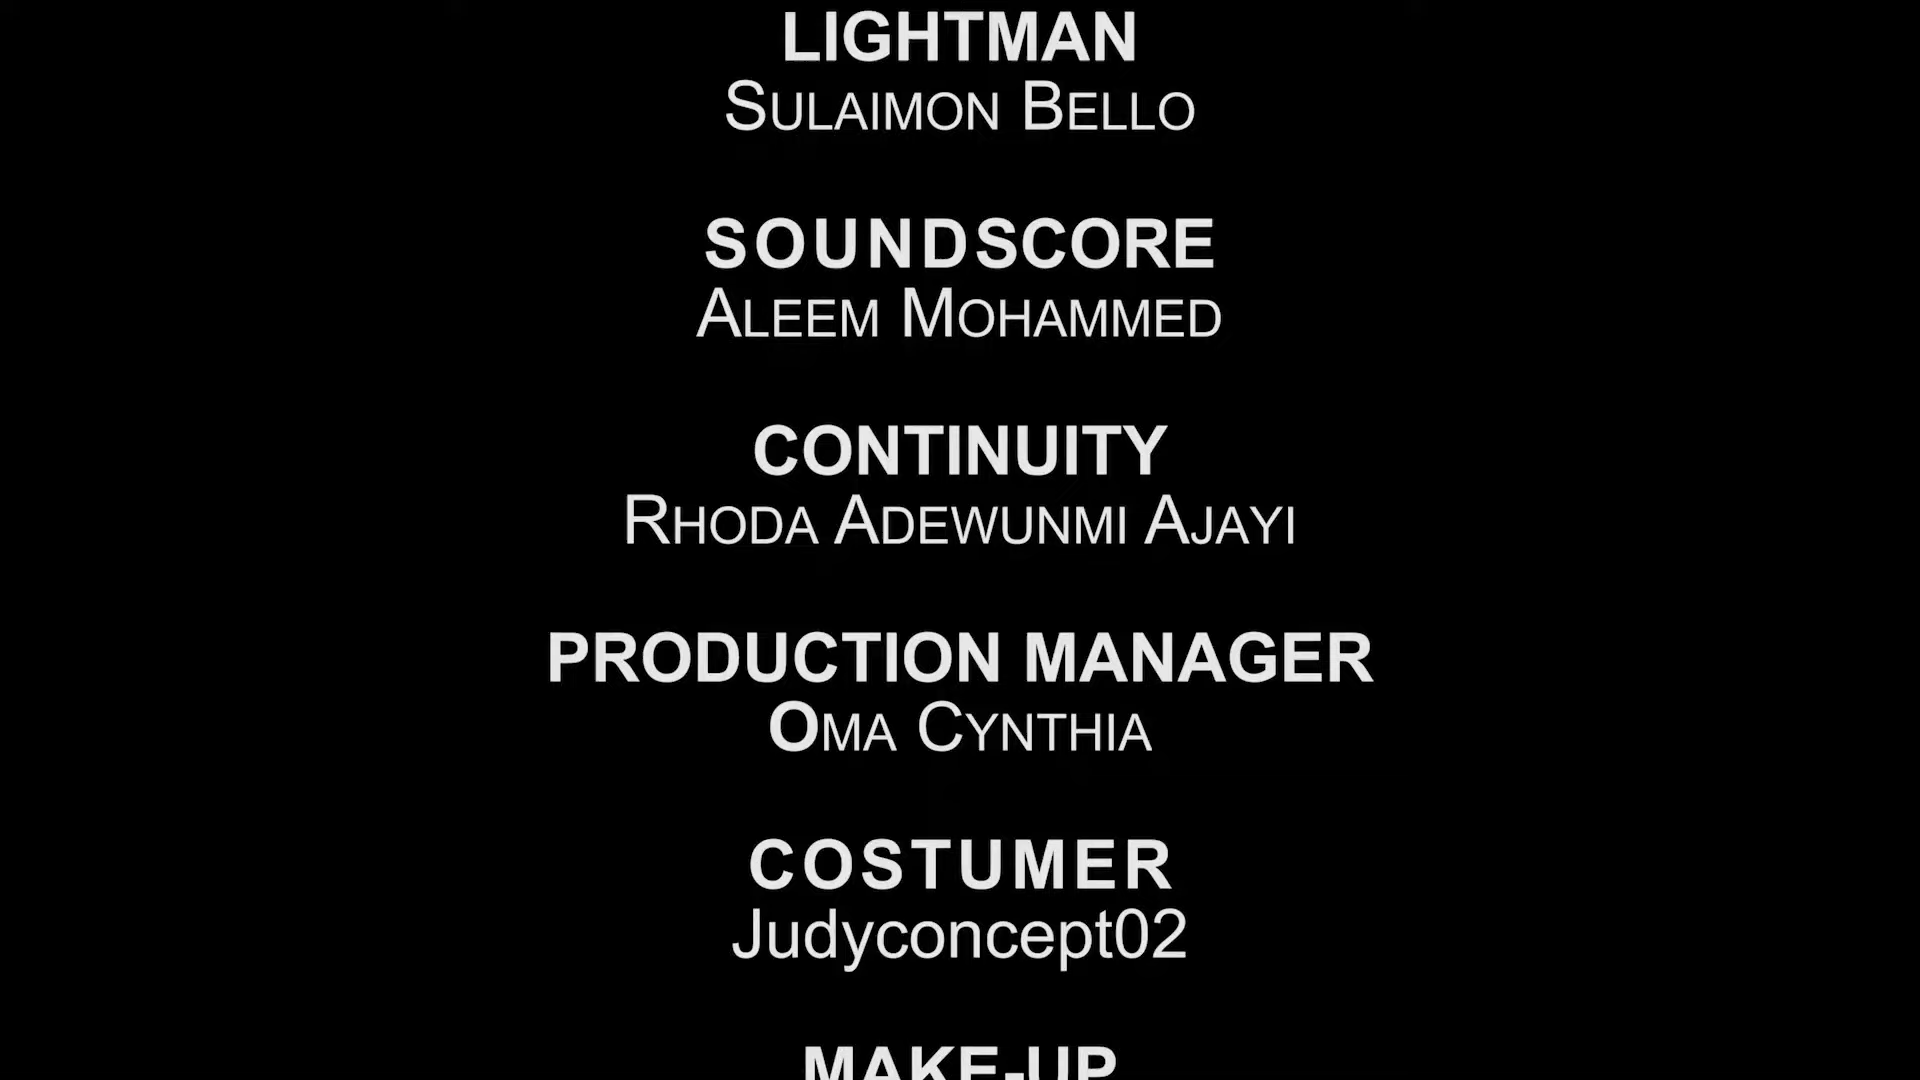 LIGHTMAN
Sulaimon Bello
SOUNDSCORE
Aleem Mohammed
CONTINUITY
Rhoda Adewunmi Ajayi
PRODUCTION MANAGER
Oma Cynthia
COSTUMER
Judyconcept02
MAKE-UP